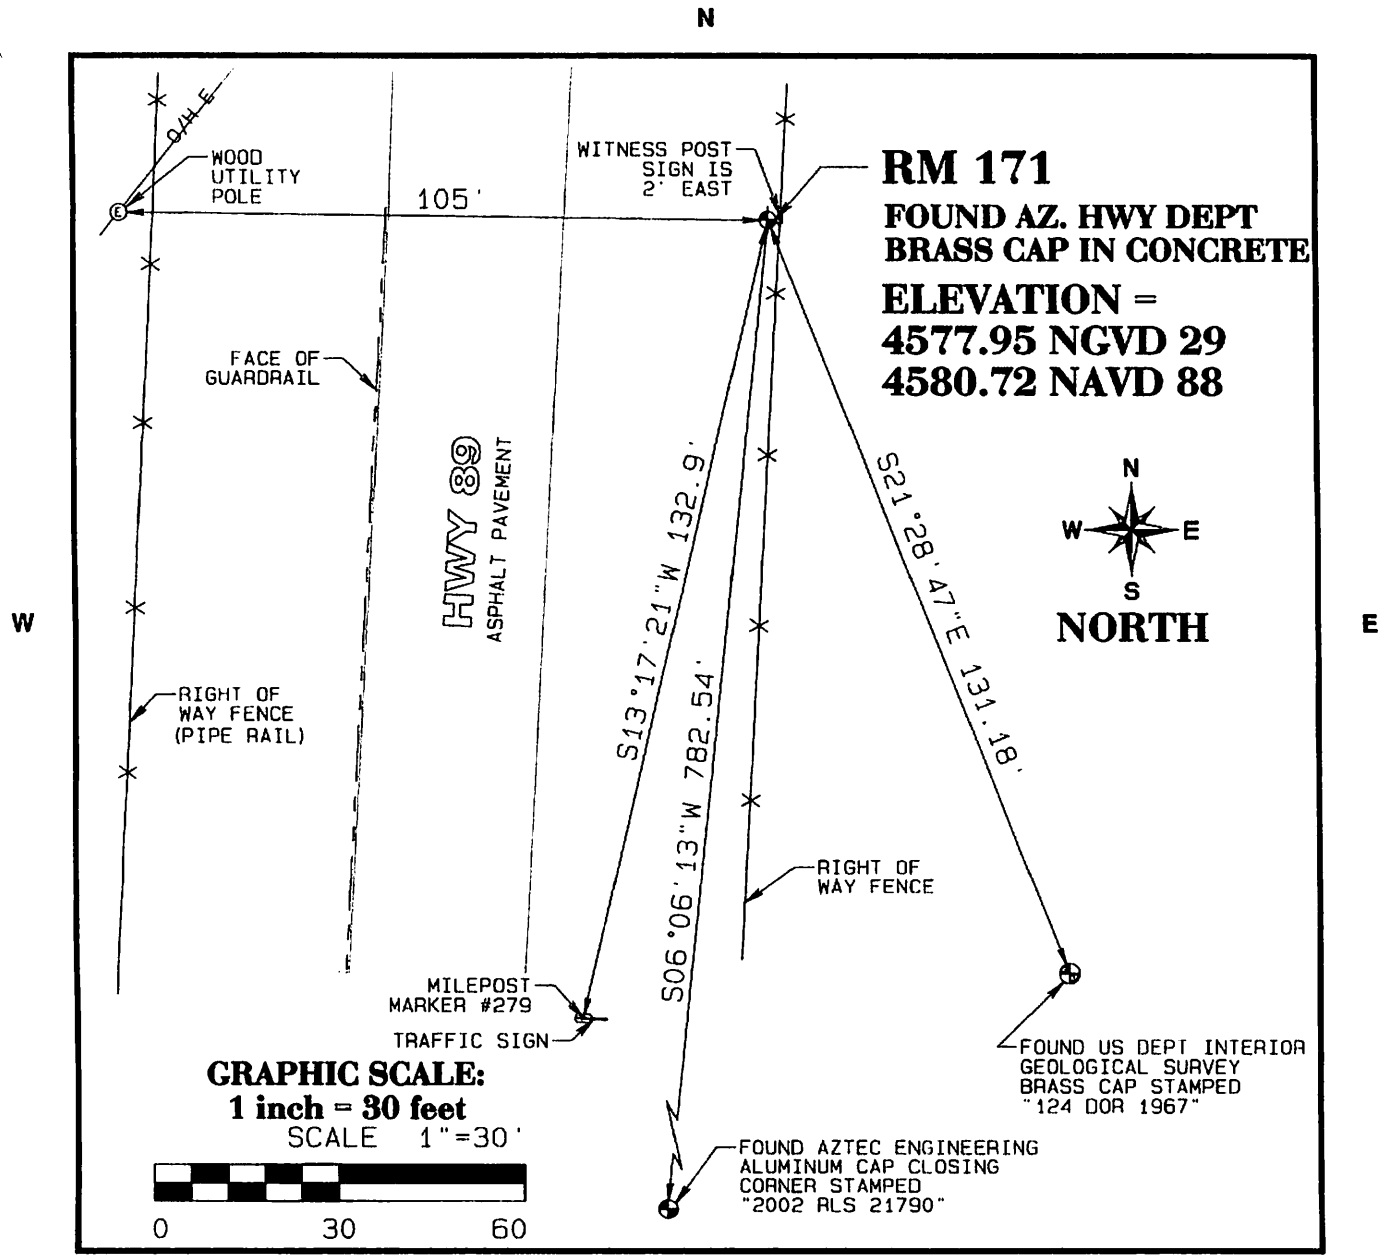 N
O/H E
WOOD
UTILITY
POLE
105'
WITNESS POST
SIGN IS
2' EAST
RM 171
FOUND AZ. HWY DEPT
BRASS CAP IN CONCRETE
ELEVATION =
4577.95 NGVD 29
4580.72 NAVD 88
E
FACE OF
GUARDRAIL
HWY 89
ASPHALT PAVEMENT
S13°17'21"W 132.9'
S06°06'13"W 782.54'
S21°28'47"E 131.18'
N
W
E
S
NORTH
W
E
RIGHT OF
WAY FENCE
(PIPE RAIL)
RIGHT OF
WAY FENCE
MILEPOST
MARKER #279
TRAFFIC SIGN
FOUND US DEPT INTERIOR
GEOLOGICAL SURVEY
BRASS CAP STAMPED
"124 DOR 1967"
GRAPHIC SCALE:
1 inch = 30 feet
SCALE 1"=30'
0 30 60
FOUND AZTEC ENGINEERING
ALUMINUM CAP CLOSING
CORNER STAMPED
"2002 RLS 21790"